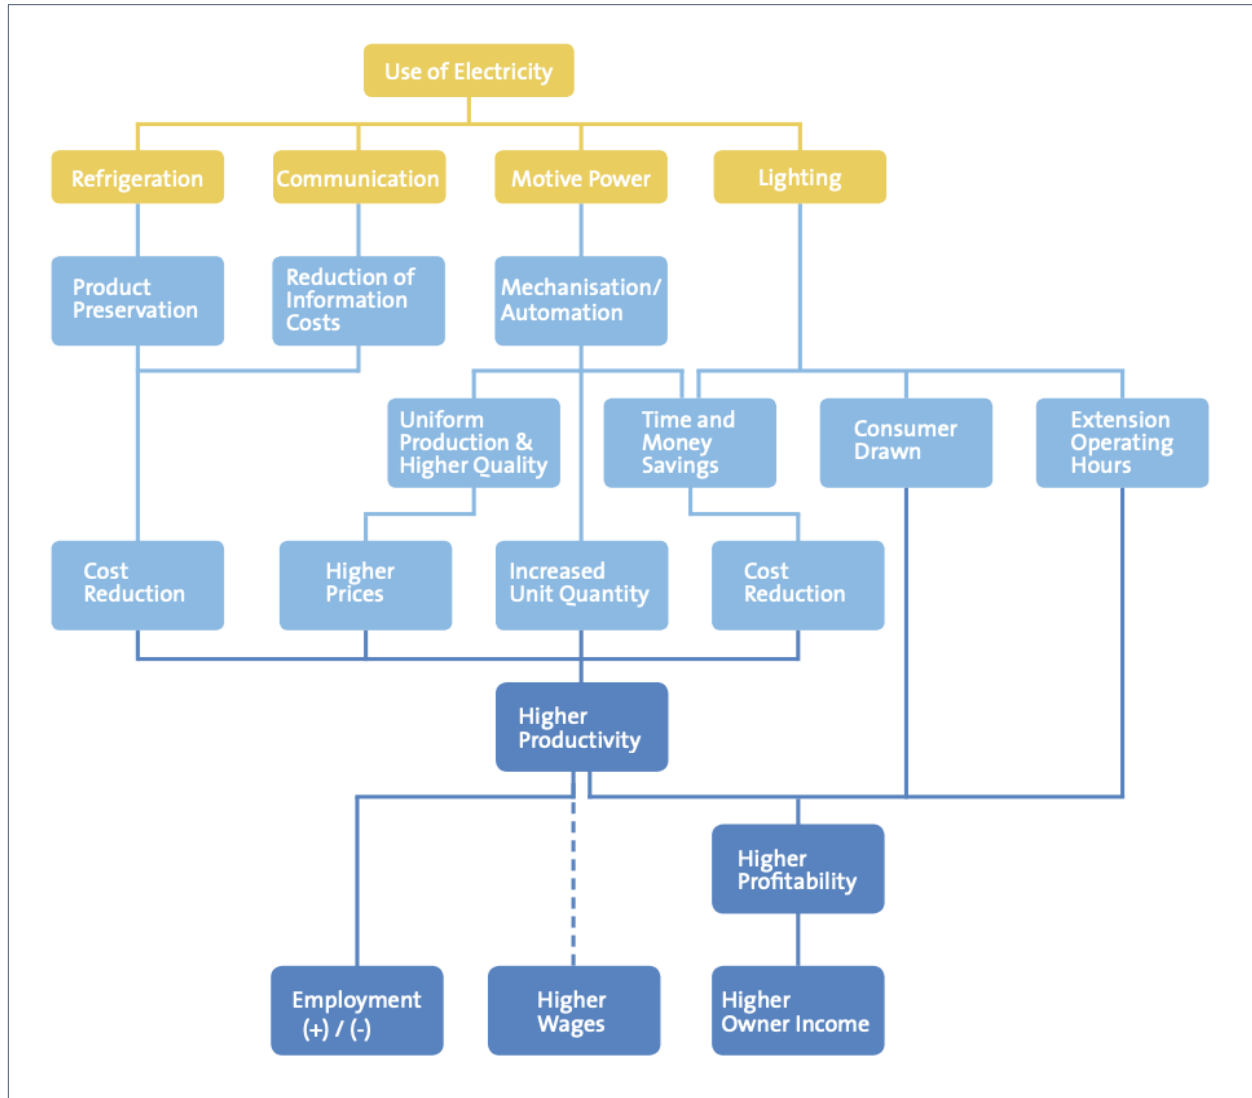 Use of Electricity
Refrigeration
Communication
Motive Power
Lighting
Product
Preservation
Reduction of
Information
Costs
Mechanisation/
Automation
Uniform
Production &
Higher Quality
Time and
Money
Savings
Consumer
Drawn
Extension
Operating
Hours
Cost
Reduction
Higher
Prices
Increased
Unit Quantity
Cost
Reduction
Higher
Productivity
Higher
Profitability
Employment
(+) / (-)
Higher
Wages
Higher
Owner Income